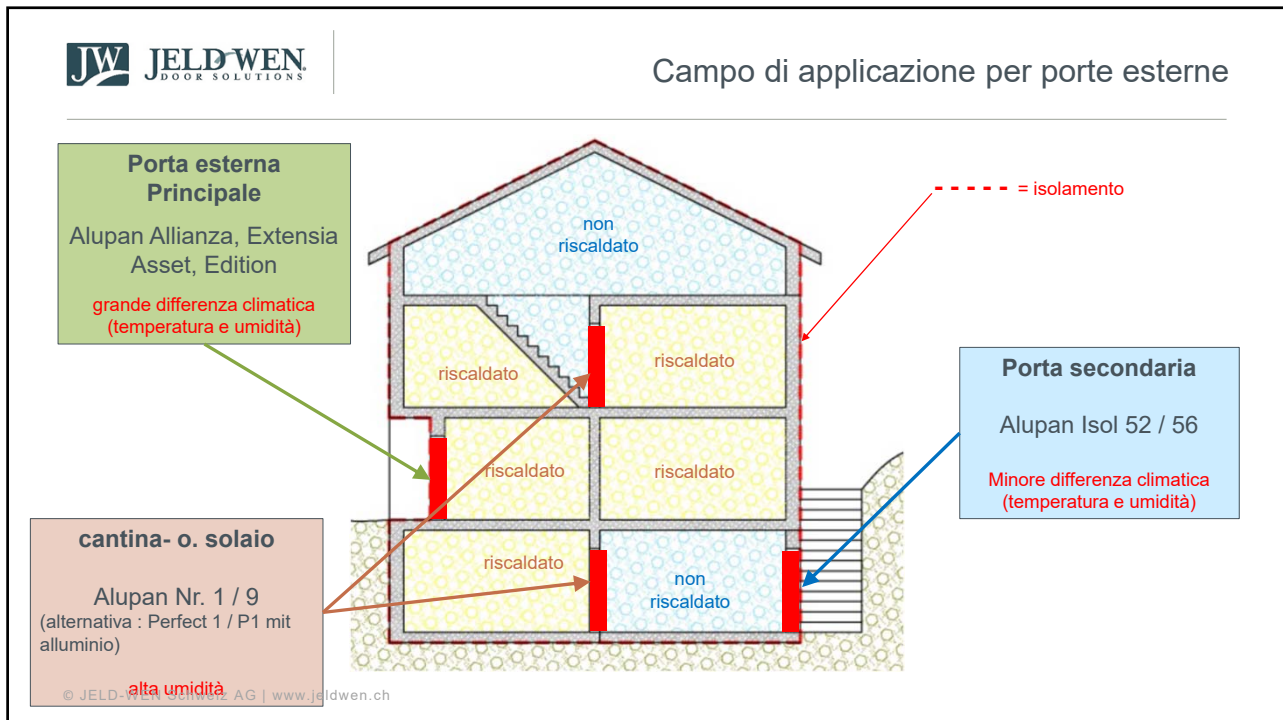 JW JELD-WEN®
DOOR SOLUTIONS
Campo di applicazione per porte esterne
Porta esterna
Principale
Alupan Allianza, Extensia
Asset, Edition
grande differenza climatica
(temperatura e umidità)
= isolamento
non
riscaldato
riscaldato
riscaldato
Porta secondaria
Alupan Isol 52 / 56
Minore differenza climatica
(temperatura e umidità)
riscaldato
riscaldato
cantina- o. solaio
Alupan Nr. 1 / 9
(alternativa : Perfect 1 / P1 mit
alluminio)
alta umidità
riscaldato
non
riscaldato
© JELD-WEN Schweiz AG | www.jeldwen.ch